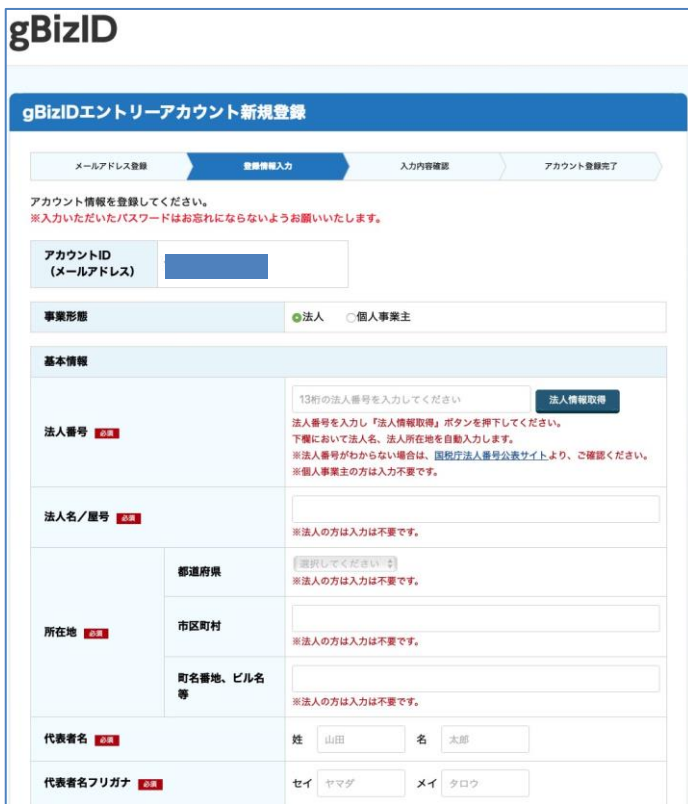 gBizID
gBizIDエントリーアカウント新規登録
メールアドレス登録 登録情報入力 入力内容確認 アカウント登録完了
アカウント情報を登録してください。
※入力いただいたパスワードはお忘れにならないようお願いいたします。
アカウントID
(メールアドレス)
事業形態 法人 個人事業主
基本情報
法人番号 必須 13桁の法人番号を入力してください 法人情報取得
法人番号を入力し『法人情報取得』ボタンを押下してください。
下欄において法人名、法人所在地を自動入力します。
※法人番号がわからない場合は、国税庁法人番号公表サイトより、ご確認ください。
※個人事業主の方は入力不要です。
法人名/屋号 必須
※法人の方は入力は不要です。
所在地 必須
都道府県 選択してください
※法人の方は入力は不要です。
市区町村
※法人の方は入力は不要です。
町名番地、ビル名
等
※法人の方は入力は不要です。
代表者名 必須 姓 山田 名 太郎
代表者名フリガナ 必須 セイ ヤマダ メイ タロウ